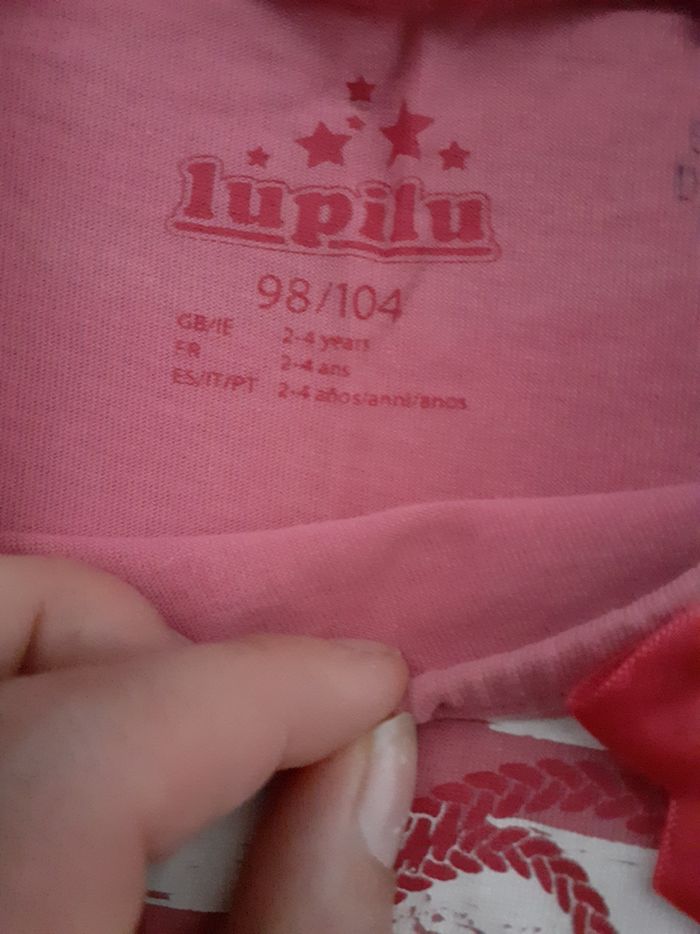 lupilu
98/104
GB/IE 2-4 years
FR 2-4 ans
ES/IT/PT 2-4 años/anni/anos